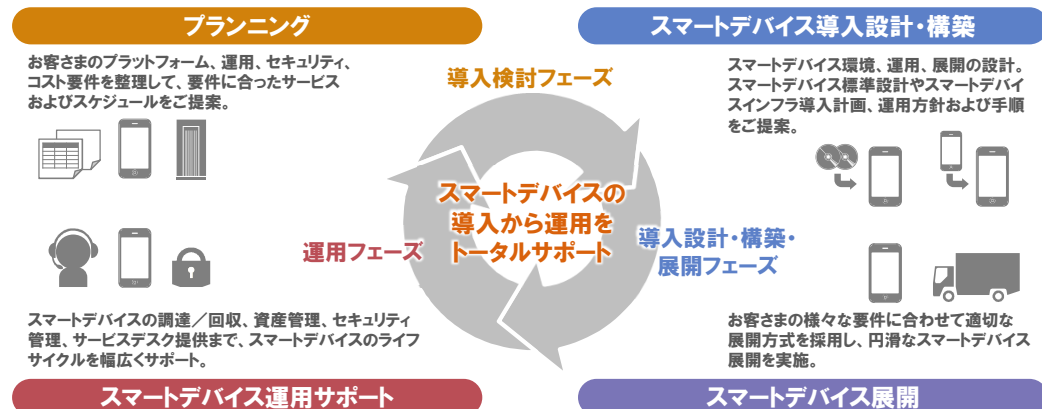 プランニング
お客さまのプラットフォーム、運用、セキュリティ、
コスト要件を整理して、要件に合ったサービス
およびスケジュールをご提案。
スマートデバイス導入設計・構築
スマートデバイス環境、運用、展開の設計。
スマートデバイス標準設計やスマートデバイ
スインフラ導入計画、運用方針および手順
をご提案。
導入検討フェーズ
スマートデバイスの
導入から運用を
トータルサポート
運用フェーズ
導入設計・構築・
展開フェーズ
スマートデバイスの調達／回収、資産管理、セキュリティ
管理、サービスデスク提供まで、スマートデバイスのライフ
サイクルを幅広くサポート。
スマートデバイス運用サポート
お客さまの様々な要件に合わせて適切な
展開方式を採用し、円滑なスマートデバイス
展開を実施。
スマートデバイス展開